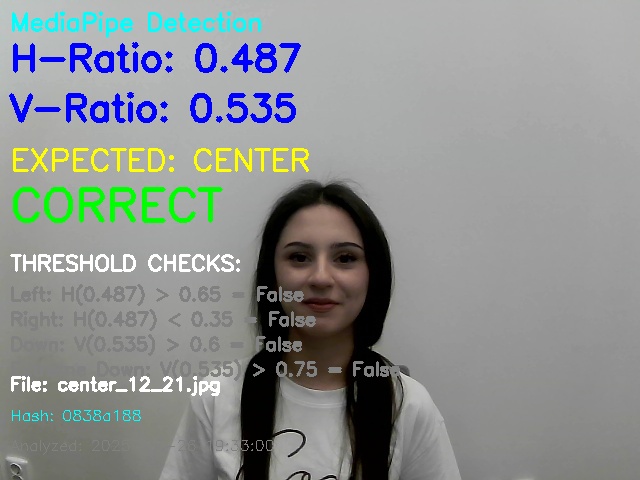 MediaPipe Detection
H-Ratio: 0.487
V-Ratio: 0.535
EXPECTED: CENTER
CORRECT
THRESHOLD CHECKS:
Left: H(0.487) > 0.65 = False
Right: H(0.487) < 0.35 = False
Down: V(0.535) > 0.6 = False
Down: V(0.535) > 0.75 = False
File: center_12_21.jpg
Hash: 0838a188
Analyzed: